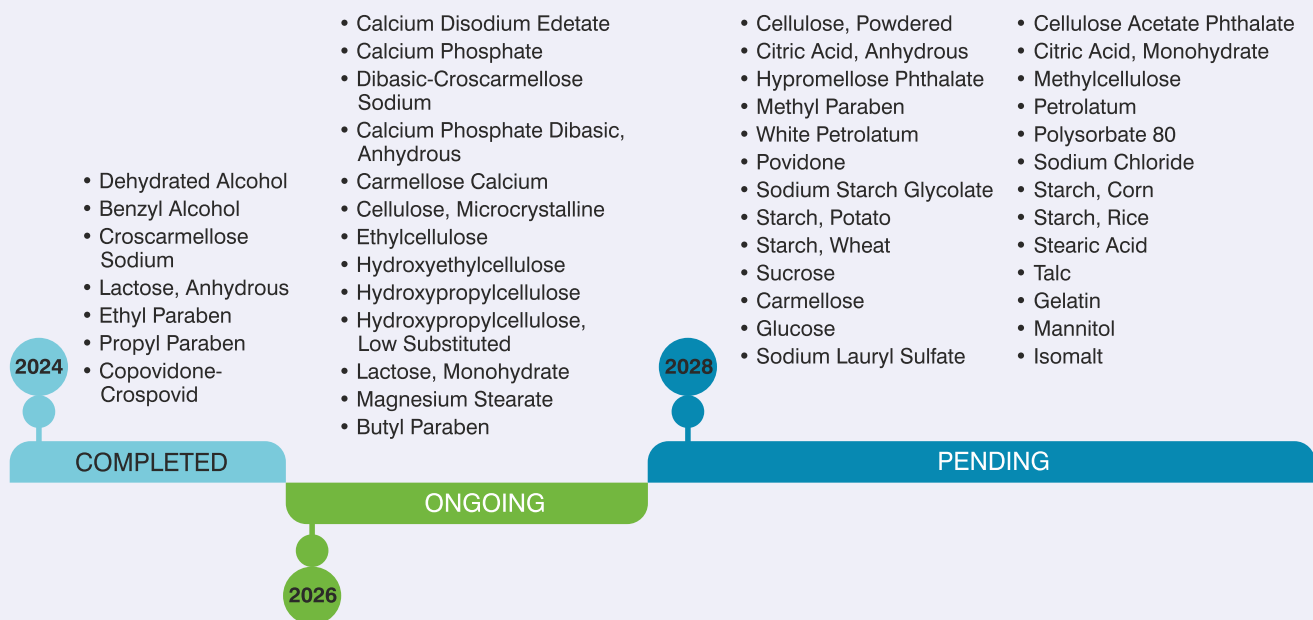 • Dehydrated Alcohol
• Benzyl Alcohol
• Croscarmellose
Sodium
• Lactose, Anhydrous
• Ethyl Paraben
• Propyl Paraben
• Copovidone-
Crospovid
2024
COMPLETED
• Calcium Disodium Edetate
• Calcium Phosphate
• Dibasic-Croscarmellose
Sodium
• Calcium Phosphate Dibasic,
Anhydrous
• Carmellose Calcium
• Cellulose, Microcrystalline
• Ethylcellulose
• Hydroxyethylcellulose
• Hydroxypropylcellulose
• Hydroxypropylcellulose,
Low Substituted
• Lactose, Monohydrate
• Magnesium Stearate
• Butyl Paraben
ONGOING
2026
• Cellulose, Powdered
• Citric Acid, Anhydrous
• Hypromellose Phthalate
• Methyl Paraben
• White Petrolatum
• Povidone
• Sodium Starch Glycolate
• Starch, Potato
• Starch, Wheat
• Sucrose
• Carmellose
• Glucose
• Sodium Lauryl Sulfate
• Cellulose Acetate Phthalate
• Citric Acid, Monohydrate
• Methylcellulose
• Petrolatum
• Polysorbate 80
• Sodium Chloride
• Starch, Corn
• Starch, Rice
• Stearic Acid
• Talc
• Gelatin
• Mannitol
• Isomalt
2028
PENDING